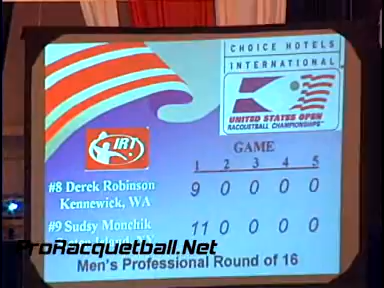 CHOICE HOTELS
INTERNATIONAL
UNITED STATES OPEN
RACQUETBALL CHAMPIONSHIPS
IRT
GAME
1 2 3 4 5
#8 Derek Robinson
Kennewick, WA
9 0 0 0 0
#9 Sudsy Monchik
11 0 0 0 0
ProRacquetball.Net
Men's Professional Round of 16